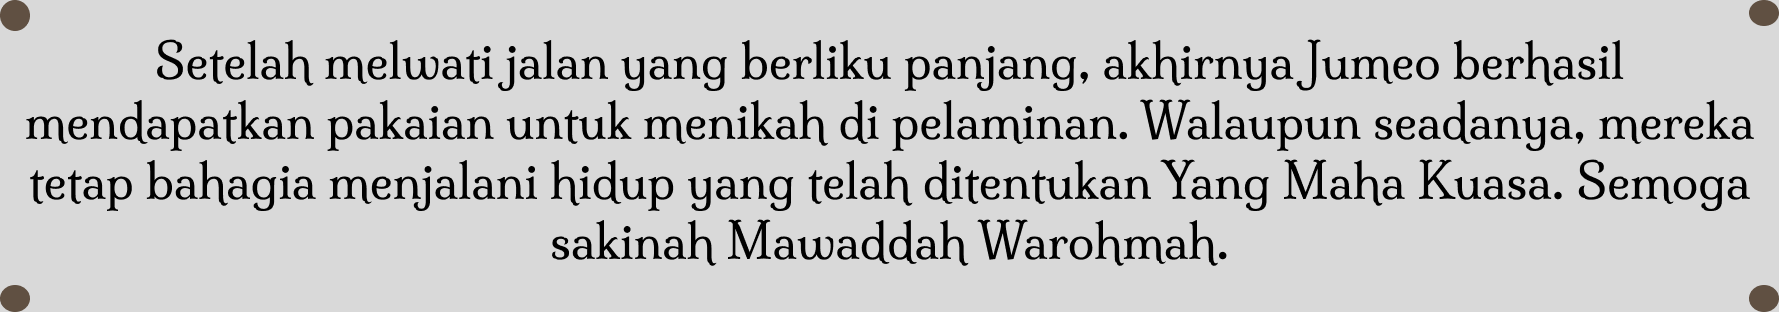 Setelah melwati jalan yang berliku panjang, akhirnya Jumeo berhasil
mendapatkan pakaian untuk menikah di pelaminan. Walaupun seadanya, mereka
tetap bahagia menjalani hidup yang telah ditentukan Yang Maha Kuasa. Semoga
sakinah Mawaddah Warohmah.